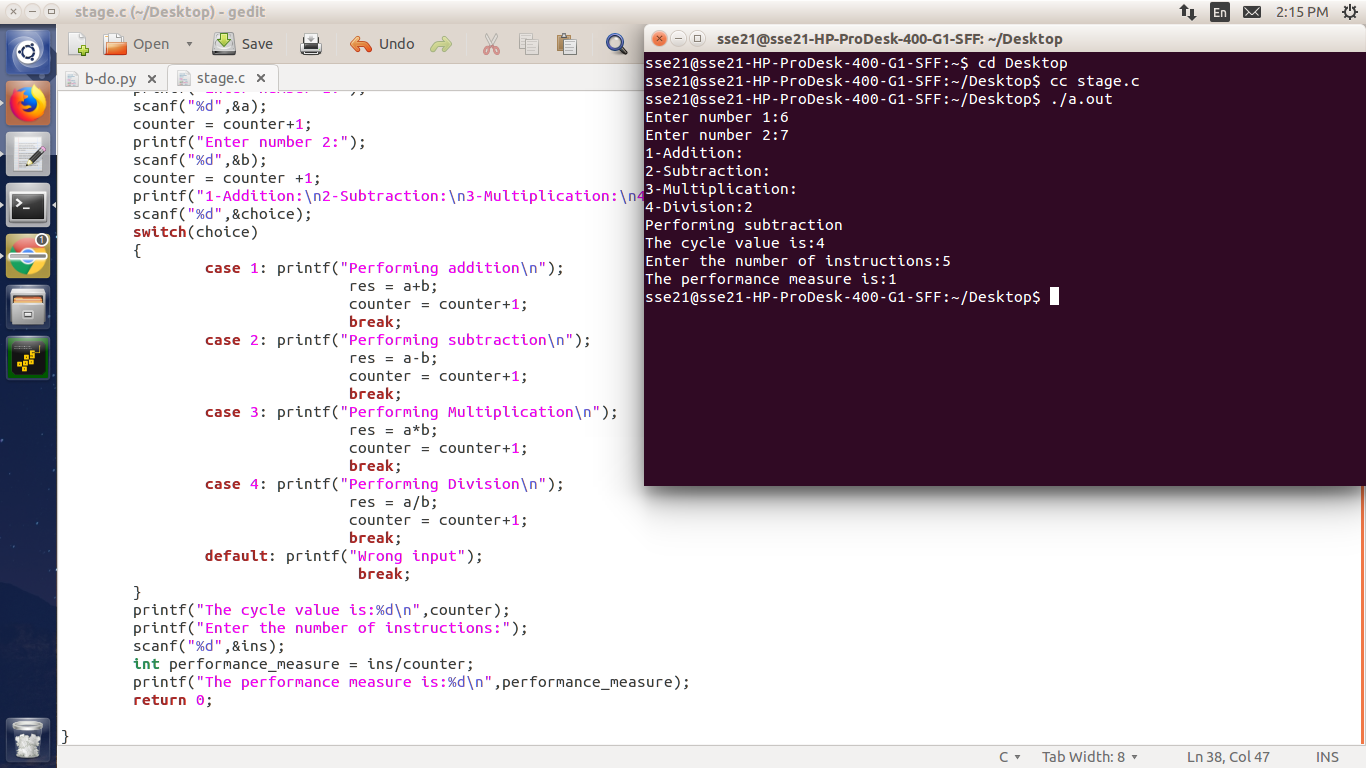 stage.c (~/Desktop) - gedit
En
2:15 PM
Open
Save
Undo
b-do.py
stage.c
scanf("%d",&a);
counter = counter+1;
printf("Enter number 2:");
scanf("%d",&b);
counter = counter +1;
printf("1-Addition:\n2-Subtraction:\n3-Multiplication:\n4
scanf("%d",&choice);
switch(choice)
{
case 1: printf("Performing addition\n");
res = a+b;
counter = counter+1;
break;
case 2: printf("Performing subtraction\n");
res = a-b;
counter = counter+1;
break;
case 3: printf("Performing Multiplication\n");
res = a*b;
counter = counter+1;
break;
case 4: printf("Performing Division\n");
res = a/b;
counter = counter+1;
break;
default: printf("Wrong input");
break;
}
printf("The cycle value is:%d\n",counter);
printf("Enter the number of instructions:");
scanf("%d",&ins);
int performance_measure = ins/counter;
printf("The performance measure is:%d\n",performance_measure);
return 0;
}
C
Tab Width: 8
Ln 38, Col 47
INS
sse21@sse21-HP-ProDesk-400-G1-SFF: ~/Desktop
sse21@sse21-HP-ProDesk-400-G1-SFF:~$ cd Desktop
sse21@sse21-HP-ProDesk-400-G1-SFF:~/Desktop$ cc stage.c
sse21@sse21-HP-ProDesk-400-G1-SFF:~/Desktop$ ./a.out
Enter number 1:6
Enter number 2:7
1-Addition:
2-Subtraction:
3-Multiplication:
4-Division:2
Performing subtraction
The cycle value is:4
Enter the number of instructions:5
The performance measure is:1
sse21@sse21-HP-ProDesk-400-G1-SFF:~/Desktop$